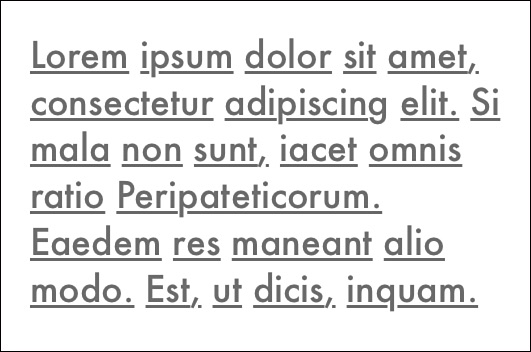 Lorem ipsum dolor sit amet,
consectetur adipiscing elit. Si
mala non sunt, iacet omnis
ratio Peripateticorum.
Eaedem res maneant alio
modo. Est, ut dicis, inquam.